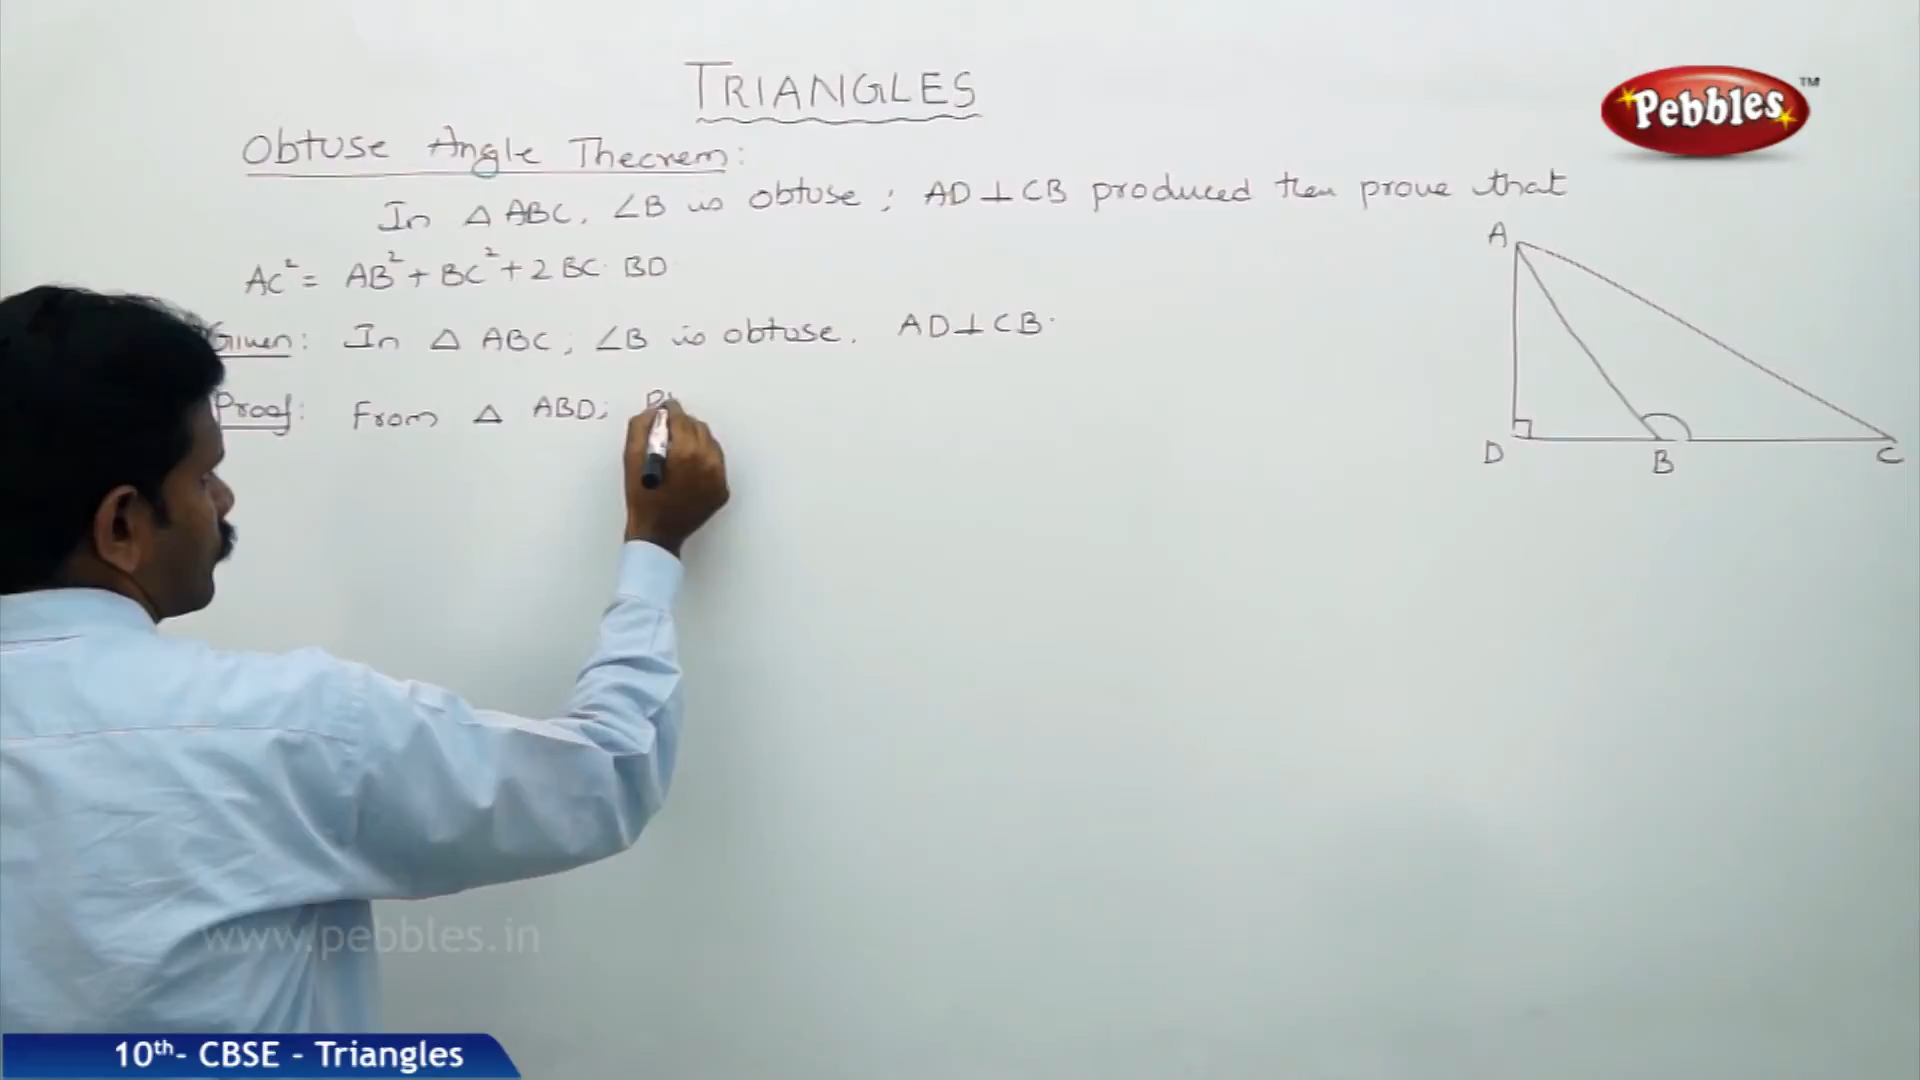 TRIANGLES
Pebbles™
Obtuse Angle Theorem:
In △ ABC, ∠B is obtuse; AD⊥CB produced then prove that
AC² = AB² + BC² + 2 BC· BD
Given: In △ ABC; ∠B is obtuse. AD⊥CB·
Proof: From △ ABD;
A
D
B
C
www.pebbles.in
10th- CBSE - Triangles